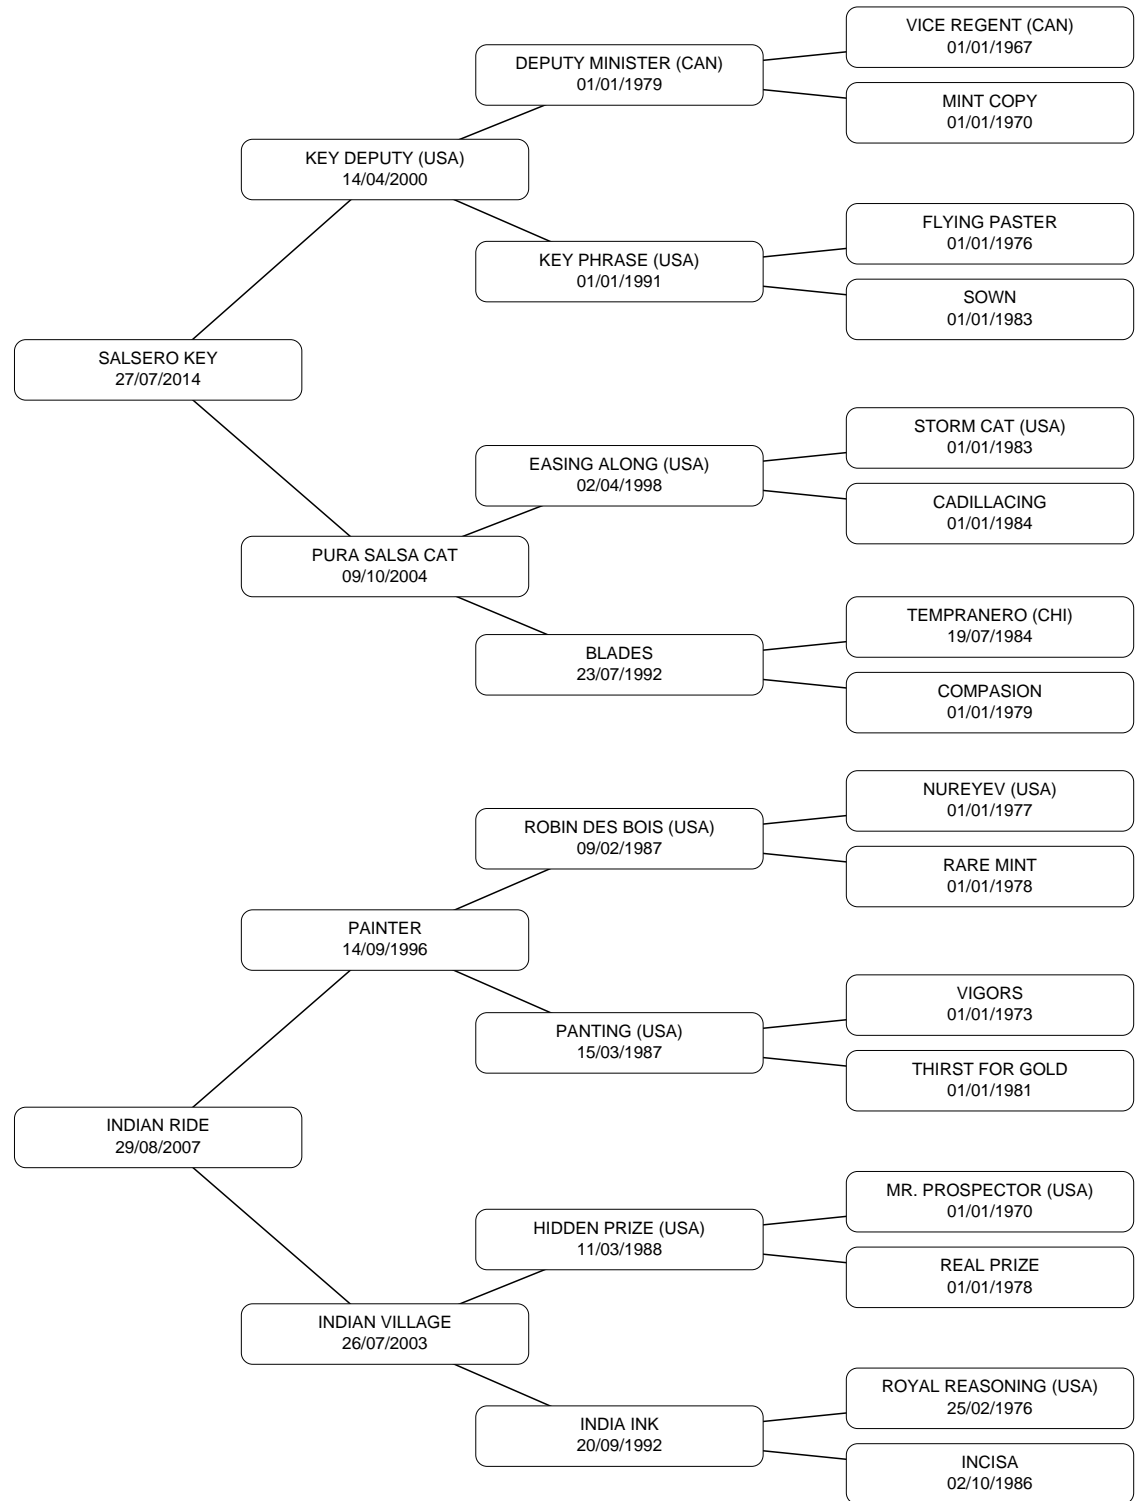 VICE REGENT (CAN)
01/01/1967
DEPUTY MINISTER (CAN)
01/01/1979
MINT COPY
01/01/1970
KEY DEPUTY (USA)
14/04/2000
FLYING PASTER
01/01/1976
KEY PHRASE (USA)
01/01/1991
SOWN
01/01/1983
SALSERO KEY
27/07/2014
STORM CAT (USA)
01/01/1983
EASING ALONG (USA)
02/04/1998
CADILLACING
01/01/1984
PURA SALSA CAT
09/10/2004
TEMPRANERO (CHI)
19/07/1984
BLADES
23/07/1992
COMPASION
01/01/1979
NUREYEV (USA)
01/01/1977
ROBIN DES BOIS (USA)
09/02/1987
RARE MINT
01/01/1978
PAINTER
14/09/1996
VIGORS
01/01/1973
PANTING (USA)
15/03/1987
THIRST FOR GOLD
01/01/1981
INDIAN RIDE
29/08/2007
MR. PROSPECTOR (USA)
01/01/1970
HIDDEN PRIZE (USA)
11/03/1988
REAL PRIZE
01/01/1978
INDIAN VILLAGE
26/07/2003
ROYAL REASONING (USA)
25/02/1976
INDIA INK
20/09/1992
INCISA
02/10/1986